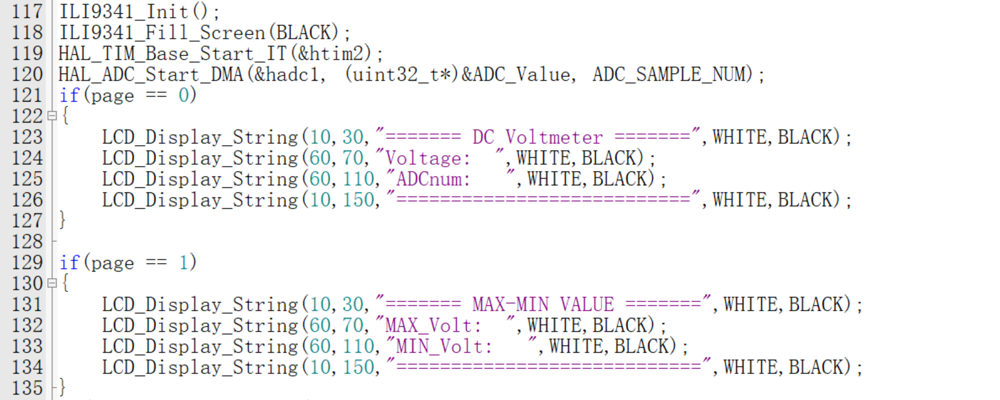 117 ILI9341_Init();
118 ILI9341_Fill_Screen(BLACK);
119 HAL_TIM_Base_Start_IT(&htim2);
120 HAL_ADC_Start_DMA(&hadc1, (uint32_t*)&ADC_Value, ADC_SAMPLE_NUM);
121 if(page == 0)
122 {
123     LCD_Display_String(10,30,"======= DC Voltmeter =======",WHITE,BLACK);
124     LCD_Display_String(60,70,"Voltage:  ",WHITE,BLACK);
125     LCD_Display_String(60,110,"ADCnum:   ",WHITE,BLACK);
126     LCD_Display_String(10,150,"===========================",WHITE,BLACK);
127 }
128
129 if(page == 1)
130 {
131     LCD_Display_String(10,30,"======= MAX-MIN VALUE =======",WHITE,BLACK);
132     LCD_Display_String(60,70,"MAX_Volt:  ",WHITE,BLACK);
133     LCD_Display_String(60,110,"MIN_Volt:   ",WHITE,BLACK);
134     LCD_Display_String(10,150,"============================",WHITE,BLACK);
135 }